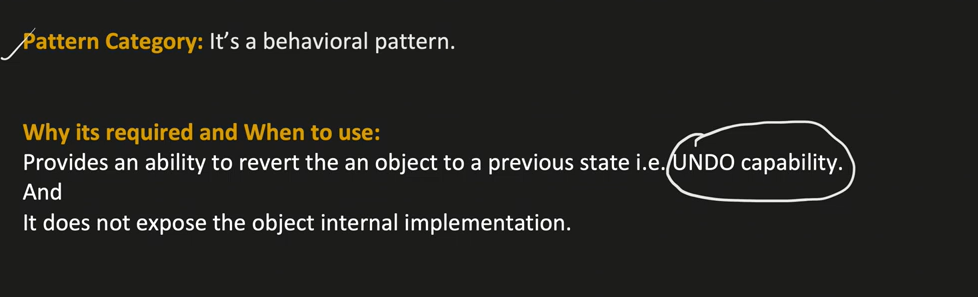 Pattern Category: It’s a behavioral pattern.
Why its required and When to use:
Provides an ability to revert the an object to a previous state i.e. UNDO capability.
And
It does not expose the object internal implementation.